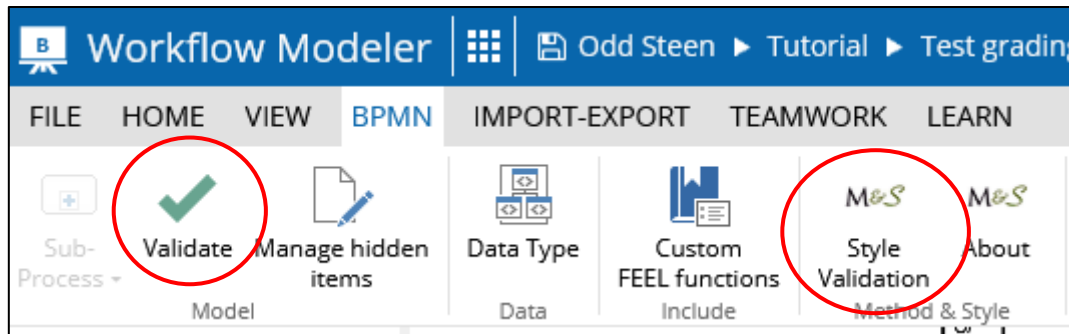 B Workflow Modeler Odd Steen ▶ Tutorial ▶ Test grading
FILE HOME VIEW BPMN IMPORT-EXPORT TEAMWORK LEARN
M&S M&S
Sub- Validate Manage hidden Data Type Custom Style About
Process items FEEL functions Validation
Model Data Include Method & Style